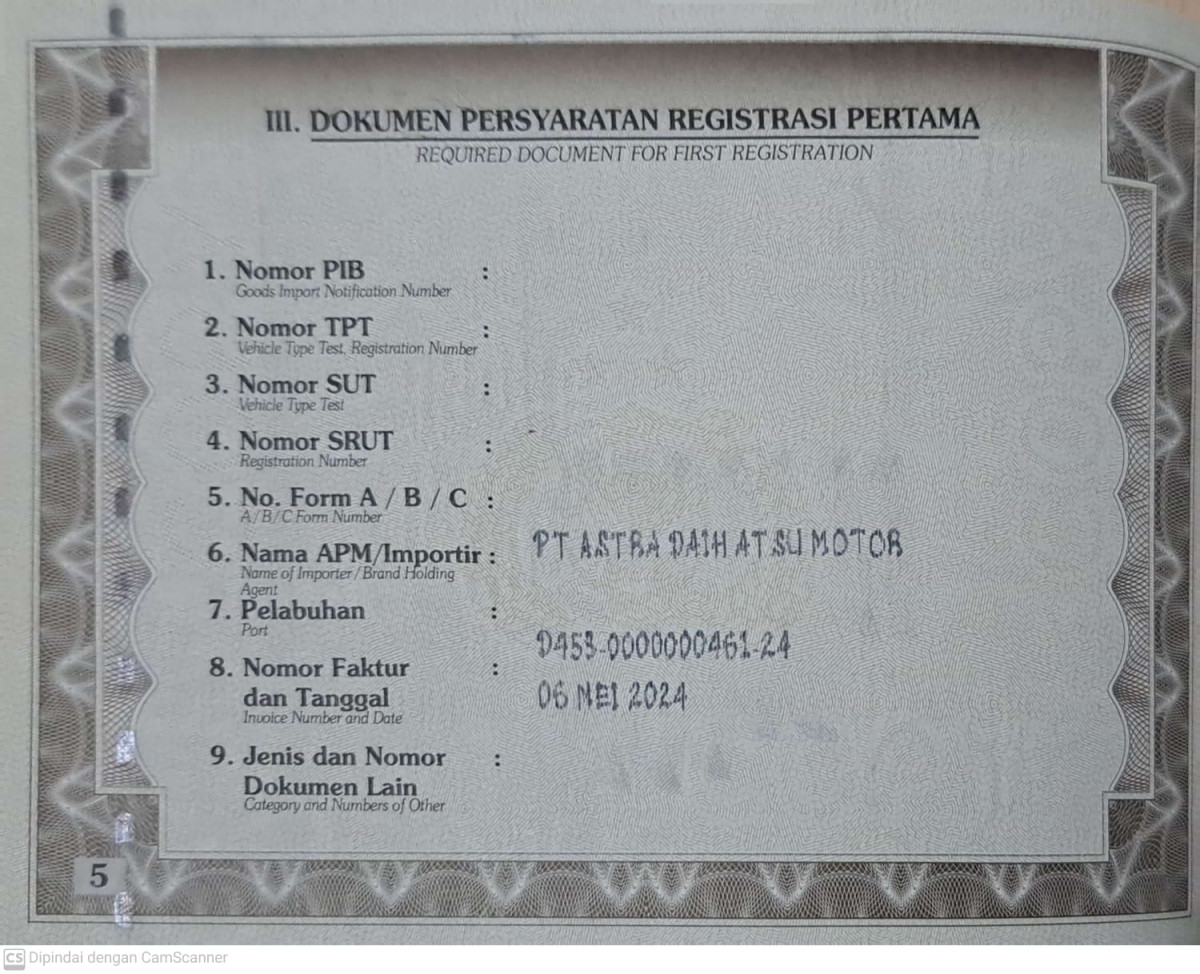 III. DOKUMEN PERSYARATAN REGISTRASI PERTAMA
REQUIRED DOCUMENT FOR FIRST REGISTRATION
1. Nomor PIB :
Goods Import Notification Number
2. Nomor TPT :
Vehicle Type Test, Registration Number
3. Nomor SUT :
Vehicle Type Test
4. Nomor SRUT :
Registration Number
5. No. Form A / B / C :
A/B/C Form Number
6. Nama APM/Importir : PT ASTRA DAIHATSU MOTOR
Name of Importer/Brand Holding
Agent
7. Pelabuhan :
Port
D453-0000000461-24
8. Nomor Faktur :
dan Tanggal 06 MEI 2024
Invoice Number and Date
9. Jenis dan Nomor :
Dokumen Lain
Category and Numbers of Other
5
CS Dipindai dengan CamScanner